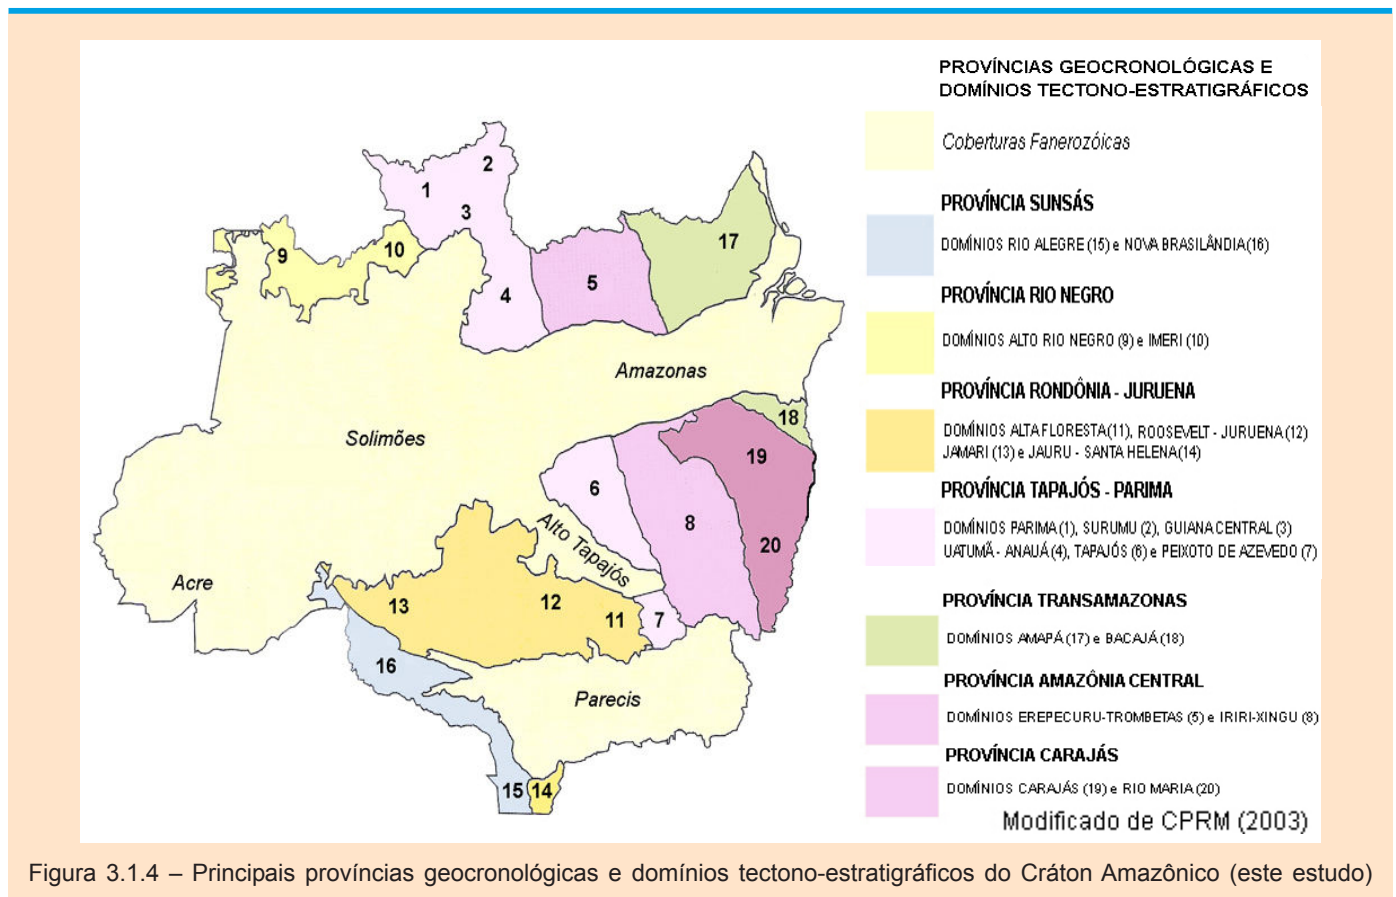 PROVÍNCIAS GEOCRONOLÓGICAS E
DOMÍNIOS TECTONO-ESTRATIGRÁFICOS
Coberturas Fanerozóicas
PROVÍNCIA SUNSÁS
DOMÍNIOS RIO ALEGRE (15) e NOVA BRASILÂNDIA (16)
PROVÍNCIA RIO NEGRO
DOMÍNIOS ALTO RIO NEGRO (9) e IMERI (10)
PROVÍNCIA RONDÔNIA - JURUENA
DOMÍNIOS ALTA FLORESTA (11), ROOSEVELT - JURUENA (12)
JAMARI (13) e JAURU - SANTA HELENA (14)
PROVÍNCIA TAPAJÓS - PARIMA
DOMÍNIOS PARIMA (1), SURUMU (2), GUIANA CENTRAL (3)
UATUMÃ - ANAUÁ (4), TAPAJÓS (6) e PEIXOTO DE AZEVEDO (7)
PROVÍNCIA TRANSAMAZONAS
DOMÍNIOS AMAPÁ (17) e BACAJÁ (18)
PROVÍNCIA AMAZÔNIA CENTRAL
DOMÍNIOS EREPECURU-TROMBETAS (5) e IRIRI-XINGU (8)
PROVÍNCIA CARAJÁS
DOMÍNIOS CARAJÁS (19) e RIO MARIA (20)
Modificado de CPRM (2003)
1
2
3
4
5
17
9
10
Amazonas
Solimões
18
19
6
8
20
Alto Tapajós
Acre
13
12
11
7
16
Parecis
15
14
Figura 3.1.4 – Principais províncias geocronológicas e domínios tectono-estratigráficos do Cráton Amazônico (este estudo)